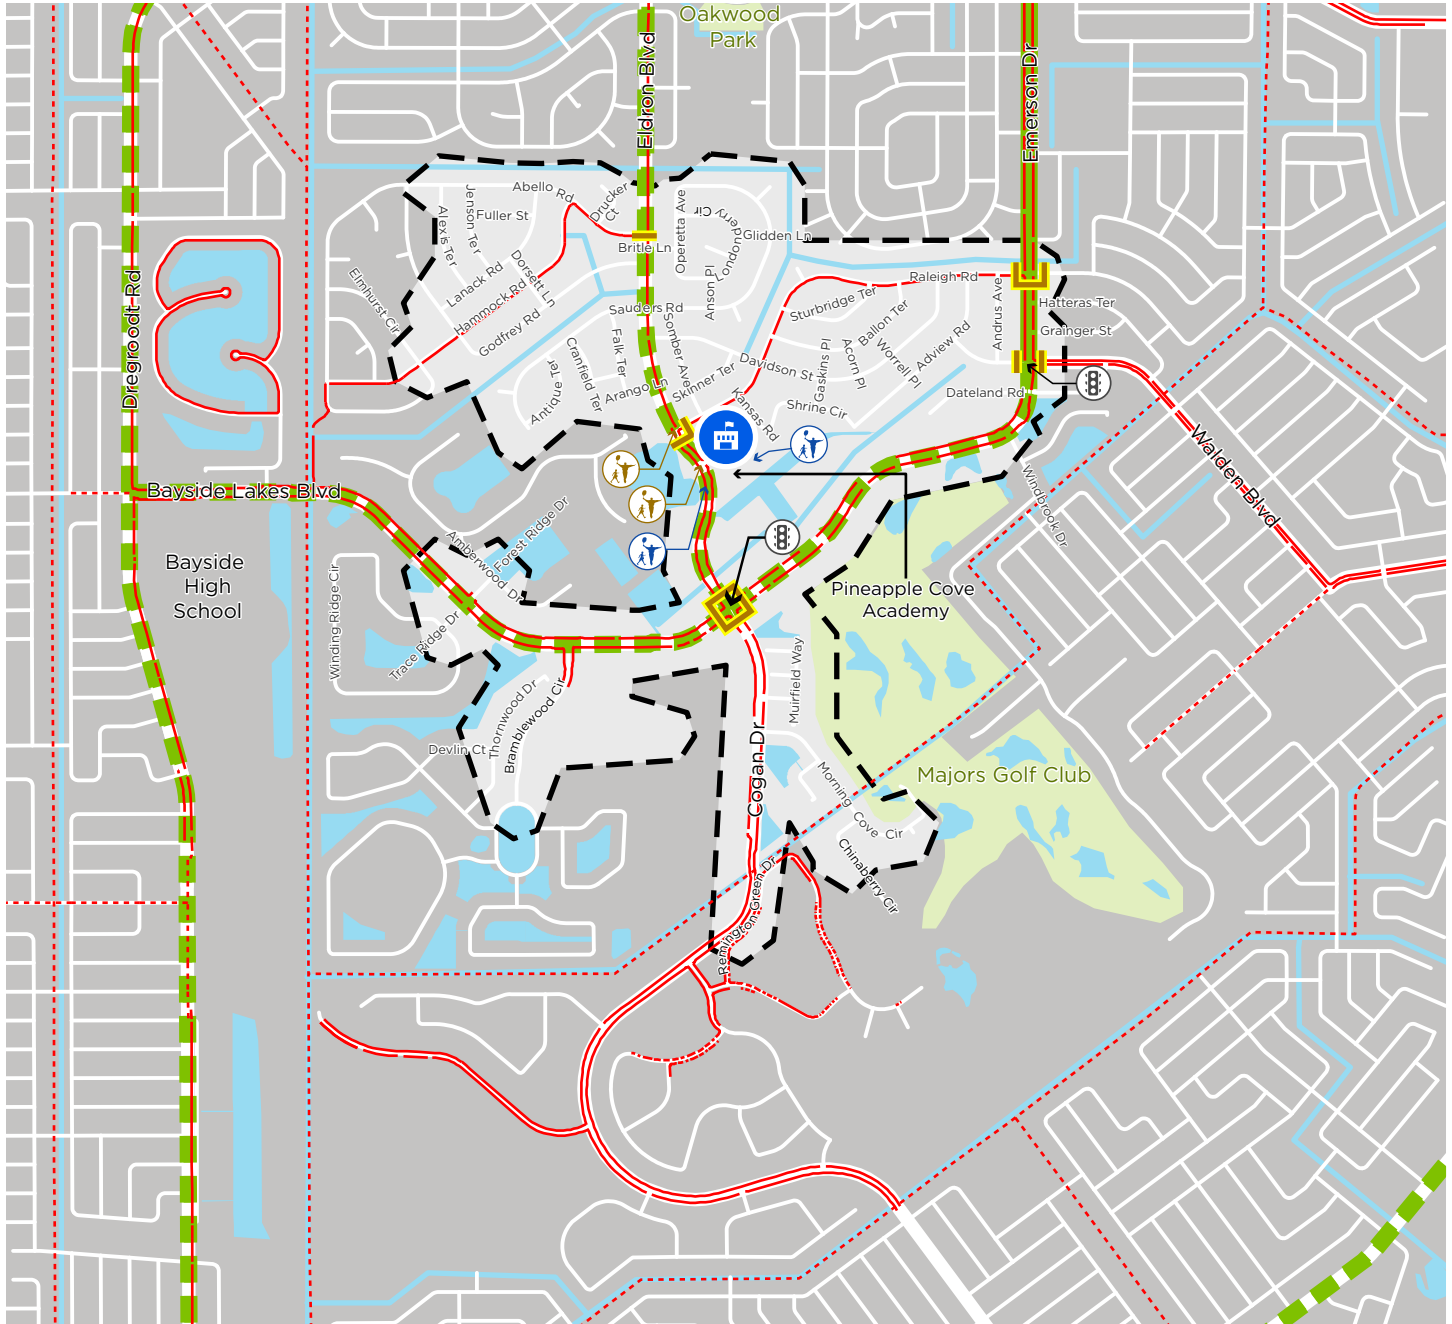 Oakwood
Park
Eldron Blvd
Emerson Dr
Abello Rd
Drucker
Ct
Jenson Ter
Fuller St
Alexis Ter
Operetta Ave
Perry Cir
London
Glidden Ln
Britle Ln
Dorsett Ln
Elmhurst Cir
Lanack Rd
Hammock Rd
Godfrey Rd
Anson Pl
Raleigh Rd
Sturbridge Ter
Andrus Ave
Hatteras Ter
Grainger St
Sauders Rd
Somber Ave
Falk Ter
Cranfield Ter
Antique Ter
Arango Ln
Skinner Ter
Davidson St
Gaskins Pl
Acorn Pl
Ballon Ter
Worrell Pl
Adview Rd
Dateland Rd
Kansas Rd
Shrine Cir
Dregroodt Rd
Walden Blvd
Windbrook Dr
Bayside Lakes Blvd
Bayside
High
School
Amberwood Dr
Forest Ridge Dr
Winding Ridge Cir
Trace Ridge Dr
Pineapple Cove
Academy
Muirfield Way
Thornwood Dr
Bramblewood Cir
Devlin Ct
Cogan Dr
Morning Cove Cir
Majors Golf Club
Chinaberry Cir
Remington Green Dr